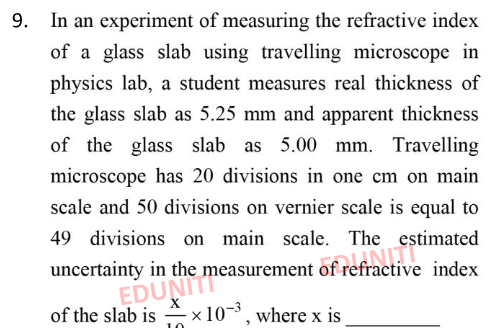 9. In an experiment of measuring the refractive index
of a glass slab using travelling microscope in
physics lab, a student measures real thickness of
the glass slab as 5.25 mm and apparent thickness
of the glass slab as 5.00 mm. Travelling
microscope has 20 divisions in one cm on main
scale and 50 divisions on vernier scale is equal to
49 divisions on main scale. The estimated
uncertainty in the measurement of refractive index
EDUNITI
EDUNITI
of the slab is x/10 × 10⁻³, where x is ________